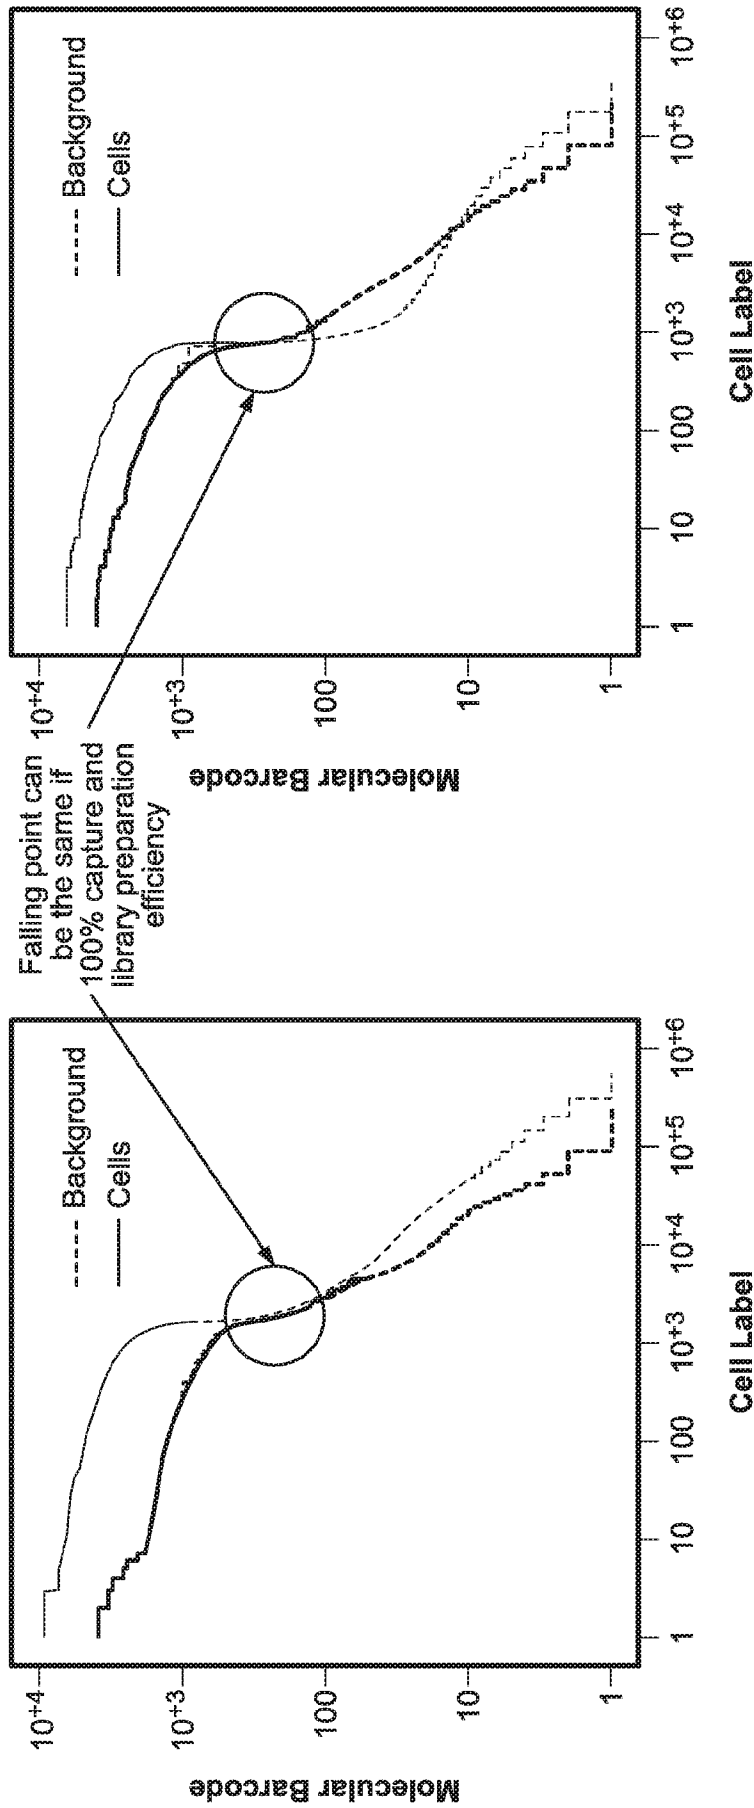 Molecular Barcode
10+4
10+3
100
10
1
----- Background
— Cells
1
10
100
10+3
10+4
10+5
10+6
Cell Label
Falling point can
be the same if
100% capture and
library preparation
efficiency
Molecular Barcode
10+4
10+3
100
10
1
---- Background
— Cells
1
10
100
10+3
10+4
10+5
10+6
Cell Label